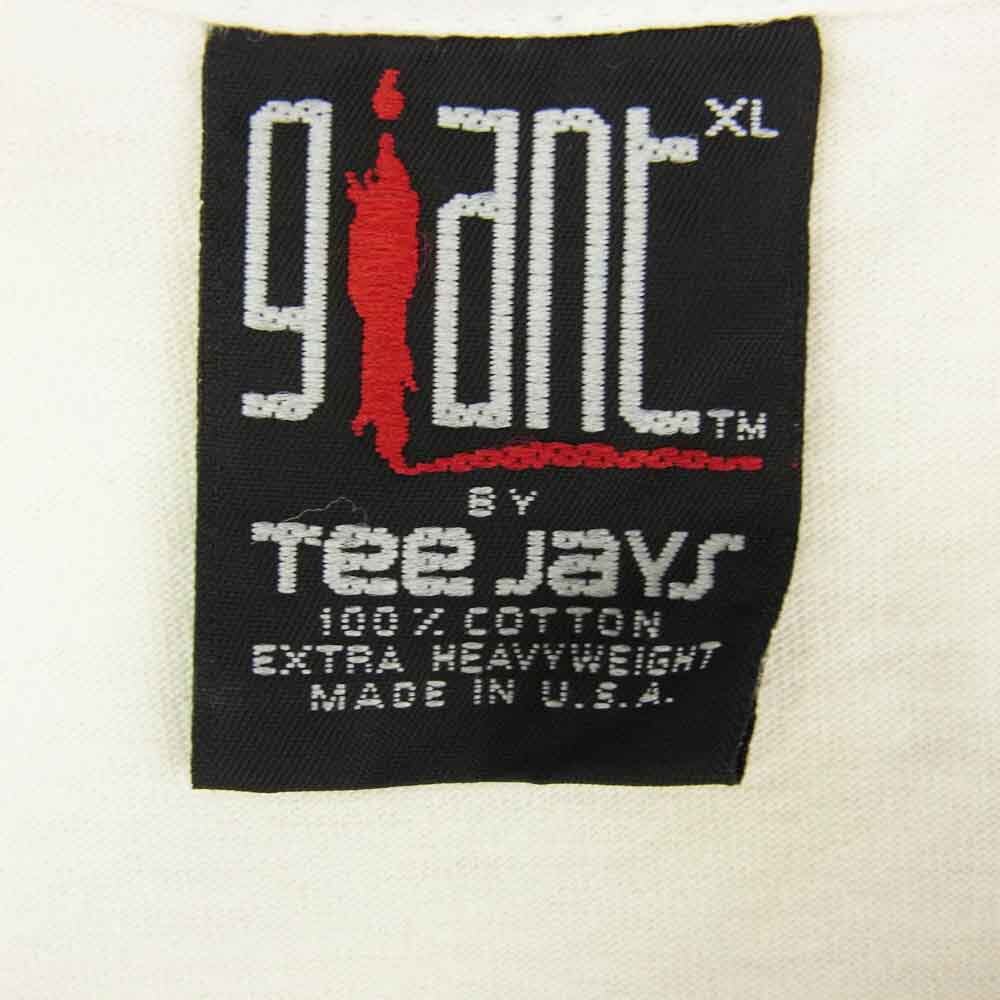 giant XL
TM
BY
Tee Jays
100% COTTON
EXTRA HEAVYWEIGHT
MADE IN U.S.A.